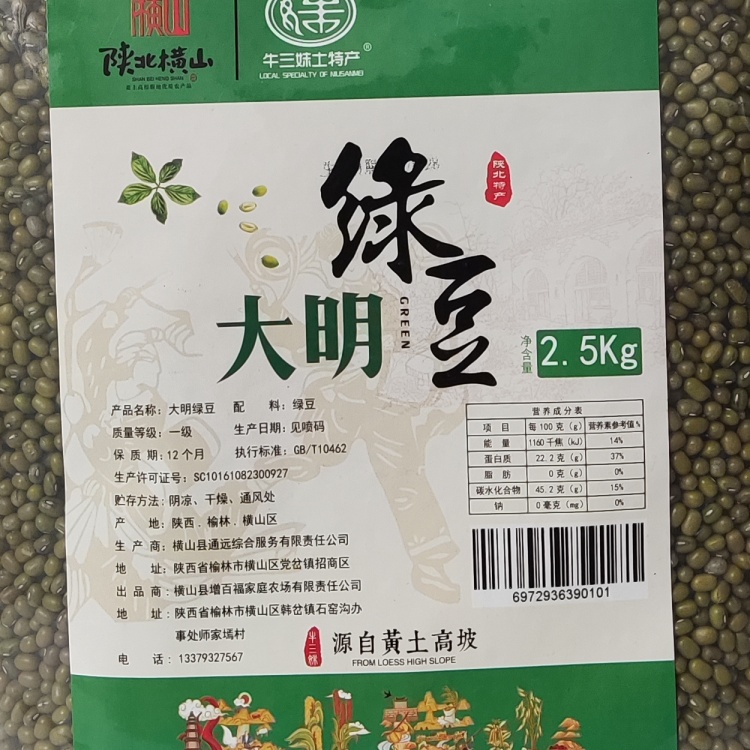 横山
陕北橫山
SHAN BEI HENG SHAN
牛三妹土特产®
LOCAL SPECIALTY OF NIUSANMEI
陕北特产
綠豆
GREEN
大明
净含量
2.5Kg
产品名称：大明绿豆 配 料：绿豆
质量等级：一级 生产日期：见喷码
保 质 期：12个月 执行标准：GB/T10462
生产许可证号：SC10161082300927
贮存方法：阴凉、干燥、通风处
产 地：陕西．榆林．横山区
生 产 商：横山县通远综合服务有限责任公司
地 址：陕西省榆林市横山区党岔镇招商区
出 品 商：横山县增百福家庭农场有限责任公司
地 址：陕西省榆林市横山区韩岔镇石窑沟办
事处师家墕村
电 话：13379327567
营养成分表
项 目 每100克（g） 营养素参考值%
能 量 1160千焦（kJ） 14%
蛋白质 22.2克（g） 37%
脂 肪 0克（g） 0%
碳水化合物 45.2克（g） 15%
钠 0毫克（mg） 0%
6972936390101
牛三妹
源自黄土高坡
FROM LOESS HIGH SLOPE